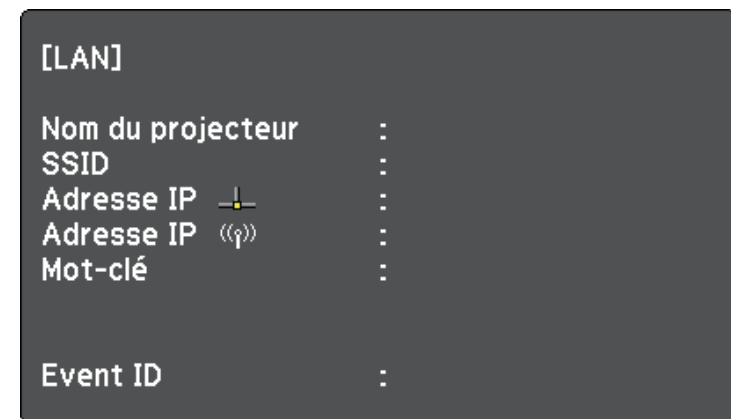 [LAN]
Nom du projecteur :
SSID :
Adresse IP :
Adresse IP :
Mot-clé :
Event ID :